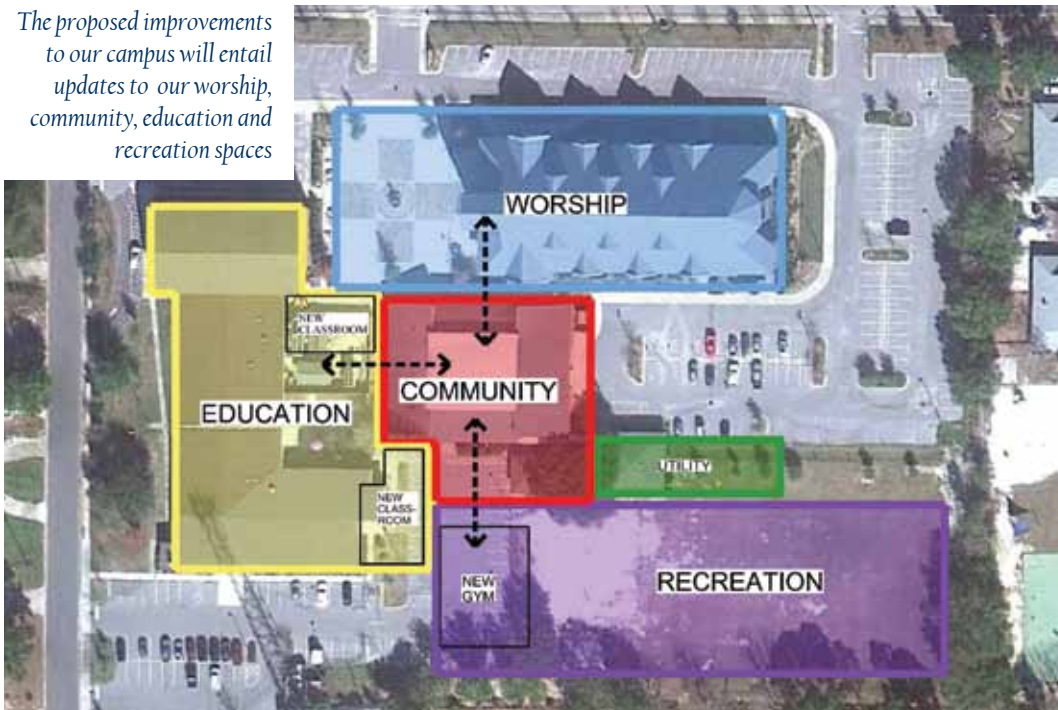 The proposed improvements
to our campus will entail
updates to our worship,
community, education and
recreation spaces
WORSHIP
NEW
CLASSROOM
COMMUNITY
EDUCATION
UTILITY
NEW
CLASS-
ROOM
NEW
GYM
RECREATION